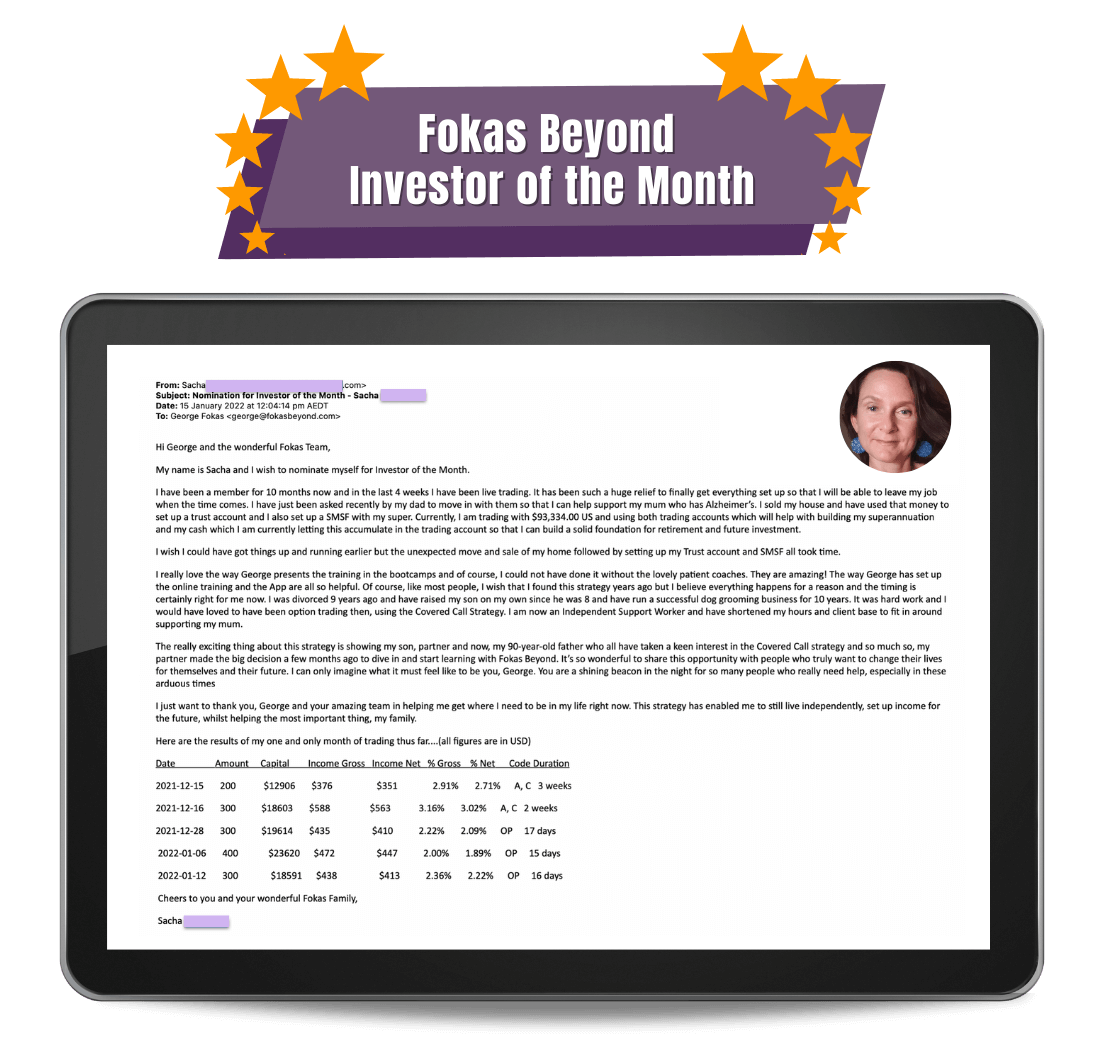 Fokas Beyond
Investor of the Month
From: Sacha .com>
Subject: Nomination for Investor of the Month - Sacha
Date: 15 January 2022 at 12:04:14 pm AEDT
To: George Fokas <george@fokasbeyond.com>
Hi George and the wonderful Fokas Team,
My name is Sacha and I wish to nominate myself for Investor of the Month.
I have been a member for 10 months now and in the last 4 weeks I have been live trading. It has been such a huge relief to finally get everything set up so that I will be able to leave my job
when the time comes. I have just been asked recently by my dad to move in with them so that I can help support my mum who has Alzheimer's. I sold my house and have used that money to
set up a trust account and I also set up a SMSF with my super. Currently, I am trading with $93,334.00 US and using both trading accounts which will help with building my superannuation
and my cash which I am currently letting this accumulate in the trading account so that I can build a solid foundation for retirement and future investment.
I wish I could have got things up and running earlier but the unexpected move and sale of my home followed by setting up my Trust account and SMSF all took time.
I really love the way George presents the training in the bootcamps and of course, I could not have done it without the lovely patient coaches. They are amazing! The way George has set up
the online training and the App are all so helpful. Of course, like most people, I wish that I found this strategy years ago but I believe everything happens for a reason and the timing is
certainly right for me now. I was divorced 9 years ago and have raised my son on my own since he was 8 and have run a successful dog grooming business for 10 years. It was hard work and I
would have loved to have been option trading then, using the Covered Call Strategy. I am now an Independent Support Worker and have shortened my hours and client base to fit in around
supporting my mum.
The really exciting thing about this strategy is showing my son, partner and now, my 90-year-old father who all have taken a keen interest in the Covered Call strategy and so much so, my
partner made the big decision a few months ago to dive in and start learning with Fokas Beyond. It's so wonderful to share this opportunity with people who truly want to change their lives
for themselves and their future. I can only imagine what it must feel like to be you, George. You are a shining beacon in the night for so many people who really need help, especially in these
arduous times
I just want to thank you, George and your amazing team in helping me get where I need to be in my life right now. This strategy has enabled me to still live independently, set up income for
the future, whilst helping the most important thing, my family.
Here are the results of my one and only month of trading thus far....(all figures are in USD)
Date Amount Capital Income Gross Income Net % Gross % Net Code Duration
2021-12-15 200 $12906 $376 $351 2.91% 2.71% A, C 3 weeks
2021-12-16 300 $18603 $588 $563 3.16% 3.02% A, C 2 weeks
2021-12-28 300 $19614 $435 $410 2.22% 2.09% OP 17 days
2022-01-06 400 $23620 $472 $447 2.00% 1.89% OP 15 days
2022-01-12 300 $18591 $438 $413 2.36% 2.22% OP 16 days
Cheers to you and your wonderful Fokas Family,
Sacha